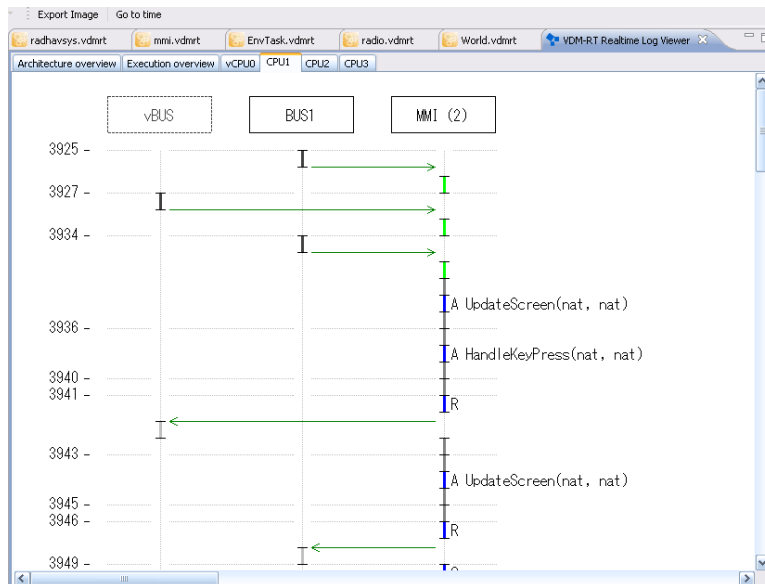 Export Image Go to time
radhavsys.vdmrt mmi.vdmrt EnvTask.vdmrt radio.vdmrt World.vdmrt VDM-RT Realtime Log Viewer
Architecture overview Execution overview vCPU0 CPU1 CPU2 CPU3
vBUS BUS1 MMI (2)
3925
3927
3934
A UpdateScreen(nat, nat)
3936
A HandleKeyPress(nat, nat)
3940
3941
R
3943
A UpdateScreen(nat, nat)
3945
3946
R
3949